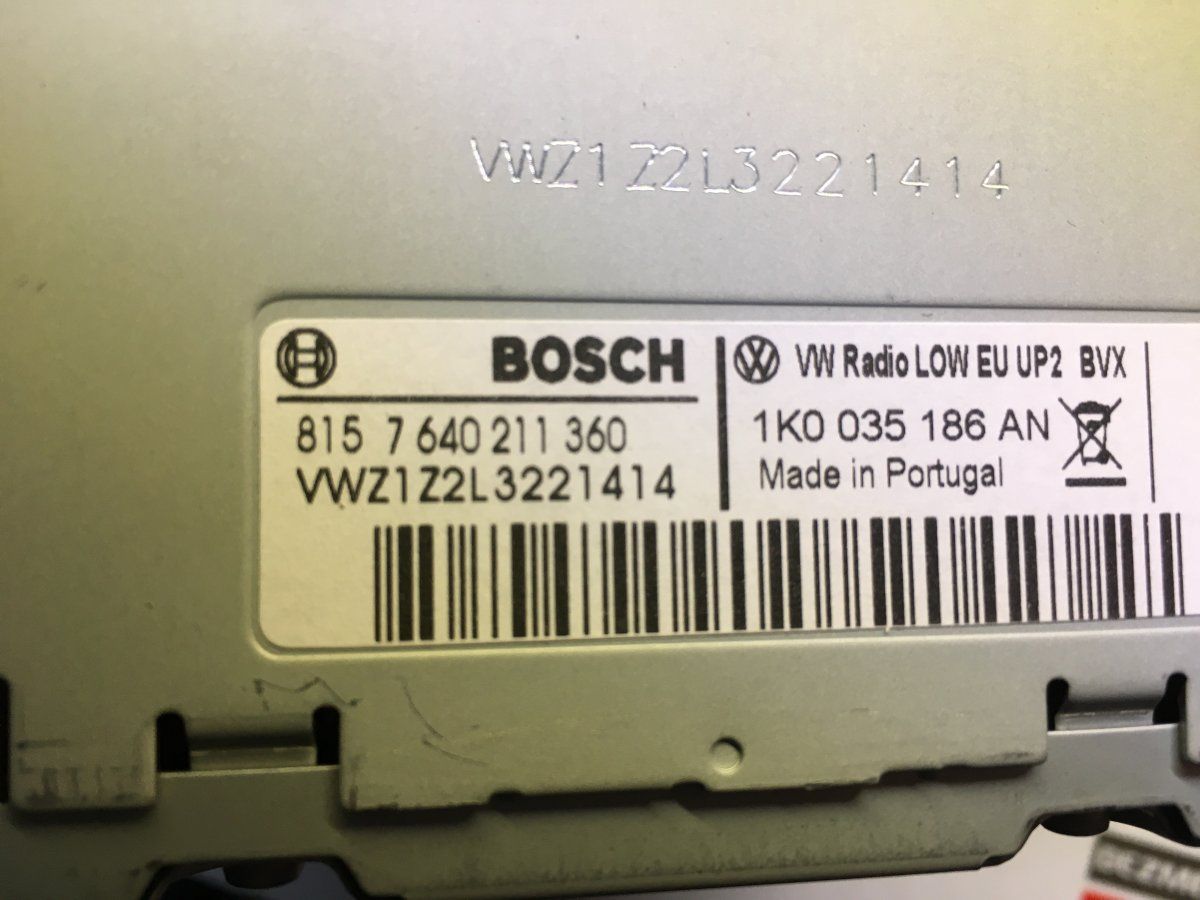 VWZ1Z2L3221414
BOSCH
815 7 640 211 360
VWZ1Z2L3221414
VW Radio LOW EU UP2 BVX
1K0 035 186 AN
Made in Portugal